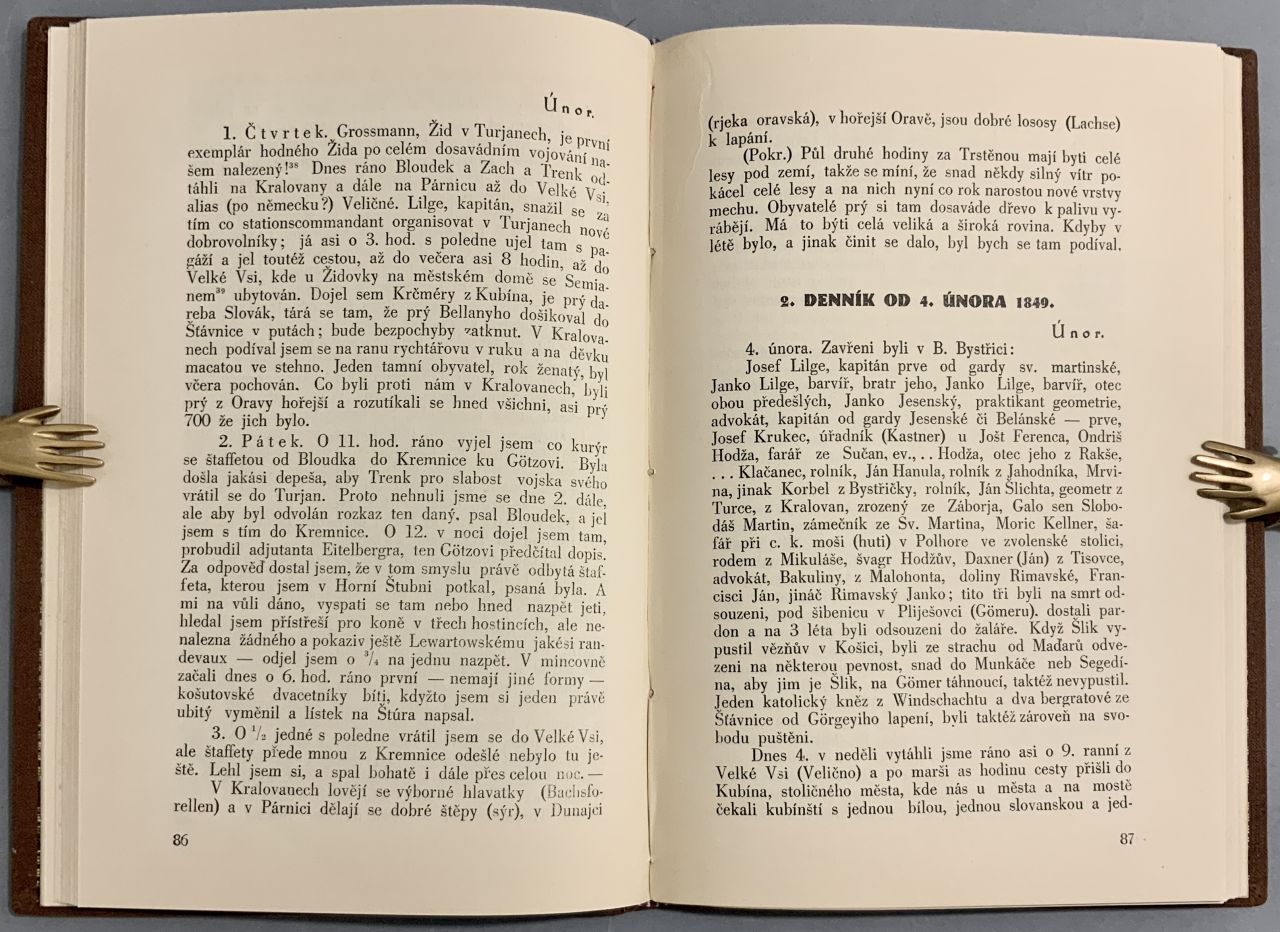 Únor.
1. Čtvrtek. Grossmann, Žid v Turjanech, je první
exemplár hodného Žida po celém dosavádním vojování na-
šem nalezený!³⁸ Dnes ráno Bloudek a Zach a Trenk od-
táhli na Kralovany a dále na Párnicu až do Velké Vsi,
alias (po německu?) Veličné. Lilge, kapitán, snažil se za
tím co stationscommandant organisovat v Turjanech nové
dobrovolníky; já asi o 3. hod. s poledne ujel tam s pa-
gáží a jel toutéž cestou, až do večera asi 8 hodin, až do
Velké Vsi, kde u Židovky na městském domě se Semia-
nem³⁹ ubytován. Dojel sem Krčméry z Kubína, je prý da-
reba Slovák, tárá se tam, že prý Bellanyho došikoval do
Šťávnice v putách; bude bezpochyby zatknut. V Kralova-
nech podíval jsem se na ranu rychtářovu v ruku a na děvku
macatou ve stehno. Jeden tamní obyvatel, rok ženatý, byl
včera pochován. Co byli proti nám v Kralovanech, byli
prý z Oravy hořejší a rozutíkali se hned všichni, asi prý
700 že jich bylo.
2. Pátek. O 11. hod. ráno vyjel jsem co kurýr
se štaffetou od Bloudka do Kremnice ku Götzovi. Byla
došla jakási depeša, aby Trenk pro slabost vojska svého
vrátil se do Turjan. Proto nehnuli jsme se dne 2. dále,
ale aby byl odvolán rozkaz ten daný, psal Bloudek, a jel
jsem s tím do Kremnice. O 12. v noci dojel jsem tam,
probudil adjutanta Eitelbergra, ten Götzovi předčítal dopis.
Za odpověď dostal jsem, že v tom smyslu právě odbytá štaf-
feta, kterou jsem v Horní Štubni potkal, psaná byla. A
mi na vůli dáno, vyspati se tam nebo hned nazpět jeti,
hledal jsem přístřeší pro koně v třech hostincích, ale ne-
nalezna žádného a pokaziv ještě Lewartowskému jakési ran-
devaux — odjel jsem o ³/₄ na jednu nazpět. V mincovně
začali dnes o 6. hod. ráno první — nemají jiné formy —
košutovské dvacetníky bíti, kdyžto jsem si jeden právě
ubitý vyměnil a lístek na Štúra napsal.
3. O ¹/₂ jedné s poledne vrátil jsem se do Velké Vsi,
ale štaffety přede mnou z Kremnice odešlé nebylo tu je-
ště. Lehl jsem si, a spal bohatě i dále přes celou noc. —
V Kralovanech lovějí se výborné hlavatky (Bachsfo-
rellen) a v Párnici dělají se dobré štěpy (sýr), v Dunajci
86
(rjeka oravská), v hořejší Oravě, jsou dobré lososy (Lachse)
k lapání.
(Pokr.) Půl druhé hodiny za Trstěnou mají byti celé
lesy pod zemí, takže se míní, že snad někdy silný vítr po-
kácel celé lesy a na nich nyní co rok narostou nové vrstvy
mechu. Obyvatelé prý si tam dosaváde dřevo k palivu vy-
rábějí. Má to býti celá veliká a široká rovina. Kdyby v
létě bylo, a jinak činit se dalo, byl bych se tam podíval.
2. DENNÍK OD 4. ÚNORA 1849.
Únor.
4. února. Zavřeni byli v B. Bystřici:
Josef Lilge, kapitán prve od gardy sv. martinské,
Janko Lilge, barvíř, bratr jeho, Janko Lilge, barvíř, otec
obou předešlých, Janko Jesenský, praktikant geometrie,
advokát, kapitán od gardy Jesenské či Belánské — prve,
Josef Krukec, úřadník (Kastner) u Jošt Ferenca, Ondriš
Hodža, farář ze Sučan, ev., . . Hodža, otec jeho z Rakše,
. . . Klačanec, rolník, Ján Hanula, rolník z Jahodníka, Mrvi-
na, jinak Korbel z Bystřičky, rolník, Ján Šlichta, geometr z
Turce, z Kralovan, zrozený ze Záborja, Galo sen Slobo-
dáš Martin, zámečník ze Sv. Martina, Moric Kellner, ša-
fář při c. k. moši (huti) v Polhore ve zvolenské stolici,
rodem z Mikuláše, švagr Hodžův, Daxner (Ján) z Tisovce,
advokát, Bakuliny, z Malohonta, doliny Rimavské, Fran-
cisci Ján, jináč Rimavský Janko; tito tři byli na smrt od-
souzeni, pod šibenicu v Pliješovci (Gömeru). dostali par-
don a na 3 léta byli odsouzeni do žaláře. Když Šlik vy-
pustil vězňův v Košici, byli ze strachu od Maďarů odve-
zeni na některou pevnost, snad do Munkáče neb Segedí-
na, aby jim je Šlik, na Gömer táhnoucí, taktéž nevypustil.
Jeden katolický kněz z Windschachtu a dva bergratové ze
Šťávnice od Görgeyiho lapení, byli taktéž zároveň na svo-
bodu puštěni.
Dnes 4. v neděli vytáhli jsme ráno asi o 9. ranní z
Velké Vsi (Velično) a po marši as hodinu cesty přišli do
Kubína, stoličného města, kde nás u města a na mostě
čekali kubínští s jednou bílou, jednou slovanskou a jed-
87